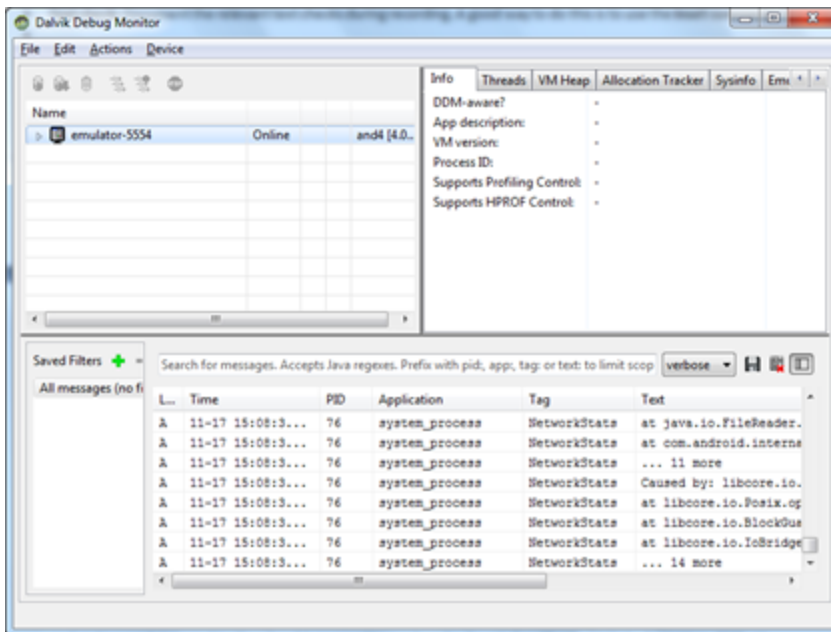 Dalvik Debug Monitor
File Edit Actions Device
Name
emulator-5554 Online and4 [4.0..
Info Threads VM Heap Allocation Tracker Sysinfo Emu
DDM-aware? -
App description: -
VM version: -
Process ID: -
Supports Profiling Control: -
Supports HPROF Control: -
Saved Filters
All messages (no fi
Search for messages. Accepts Java regexes. Prefix with pid:, app:, tag: or text: to limit scop verbose
L... Time PID Application Tag Text
A 11-17 15:08:3... 76 system_process NetworkStats at java.io.FileReader.
A 11-17 15:08:3... 76 system_process NetworkStats at com.android.interna
A 11-17 15:08:3... 76 system_process NetworkStats ... 11 more
A 11-17 15:08:3... 76 system_process NetworkStats Caused by: libcore.io.
A 11-17 15:08:3... 76 system_process NetworkStats at libcore.io.Posix.op
A 11-17 15:08:3... 76 system_process NetworkStats at libcore.io.BlockGua
A 11-17 15:08:3... 76 system_process NetworkStats at libcore.io.IoBridge
A 11-17 15:08:3... 76 system_process NetworkStats ... 14 more